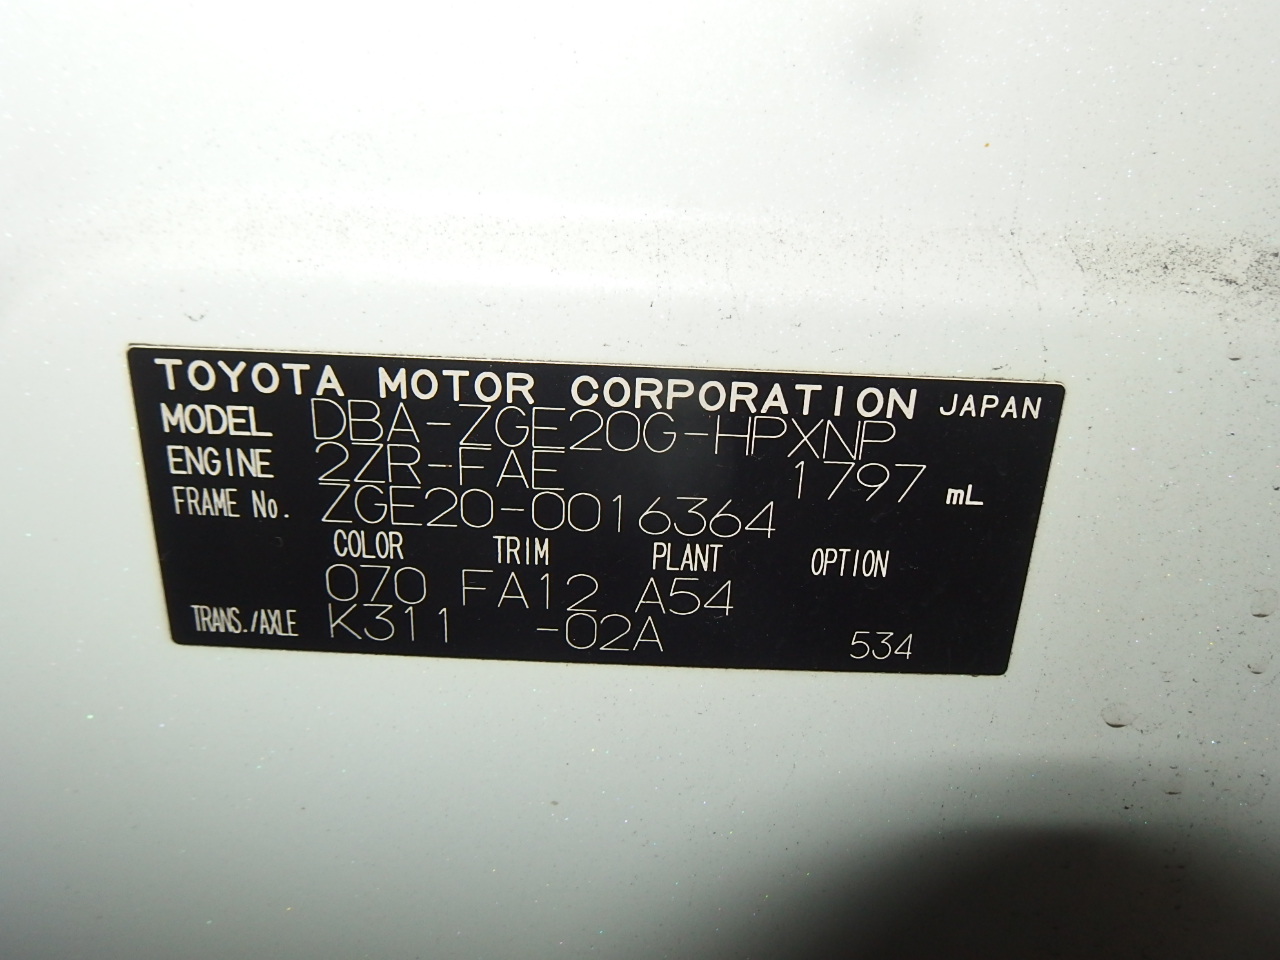 TOYOTA MOTOR CORPORATION JAPAN
MODEL DBA-ZGE20G-HPXNP
ENGINE 2ZR-FAE 1797 mL
FRAME No. ZGE20-0016364
COLOR TRIM PLANT OPTION
070 FA12 A54
TRANS./AXLE K311 -02A 534